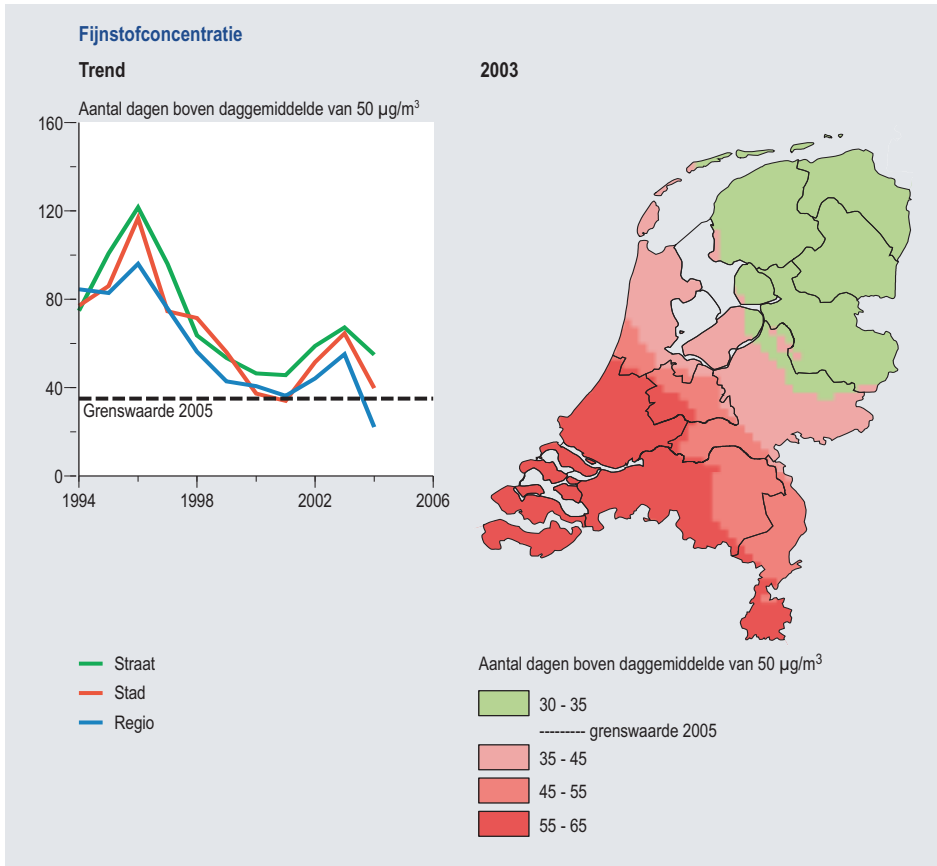 Fijnstofconcentratie
Trend
2003
Aantal dagen boven daggemiddelde van 50 µg/m³
160
120
80
40
0
Grenswaarde 2005
1994
1998
2002
2006
Straat
Stad
Regio
Aantal dagen boven daggemiddelde van 50 µg/m³
30 - 35
--------- grenswaarde 2005
35 - 45
45 - 55
55 - 65